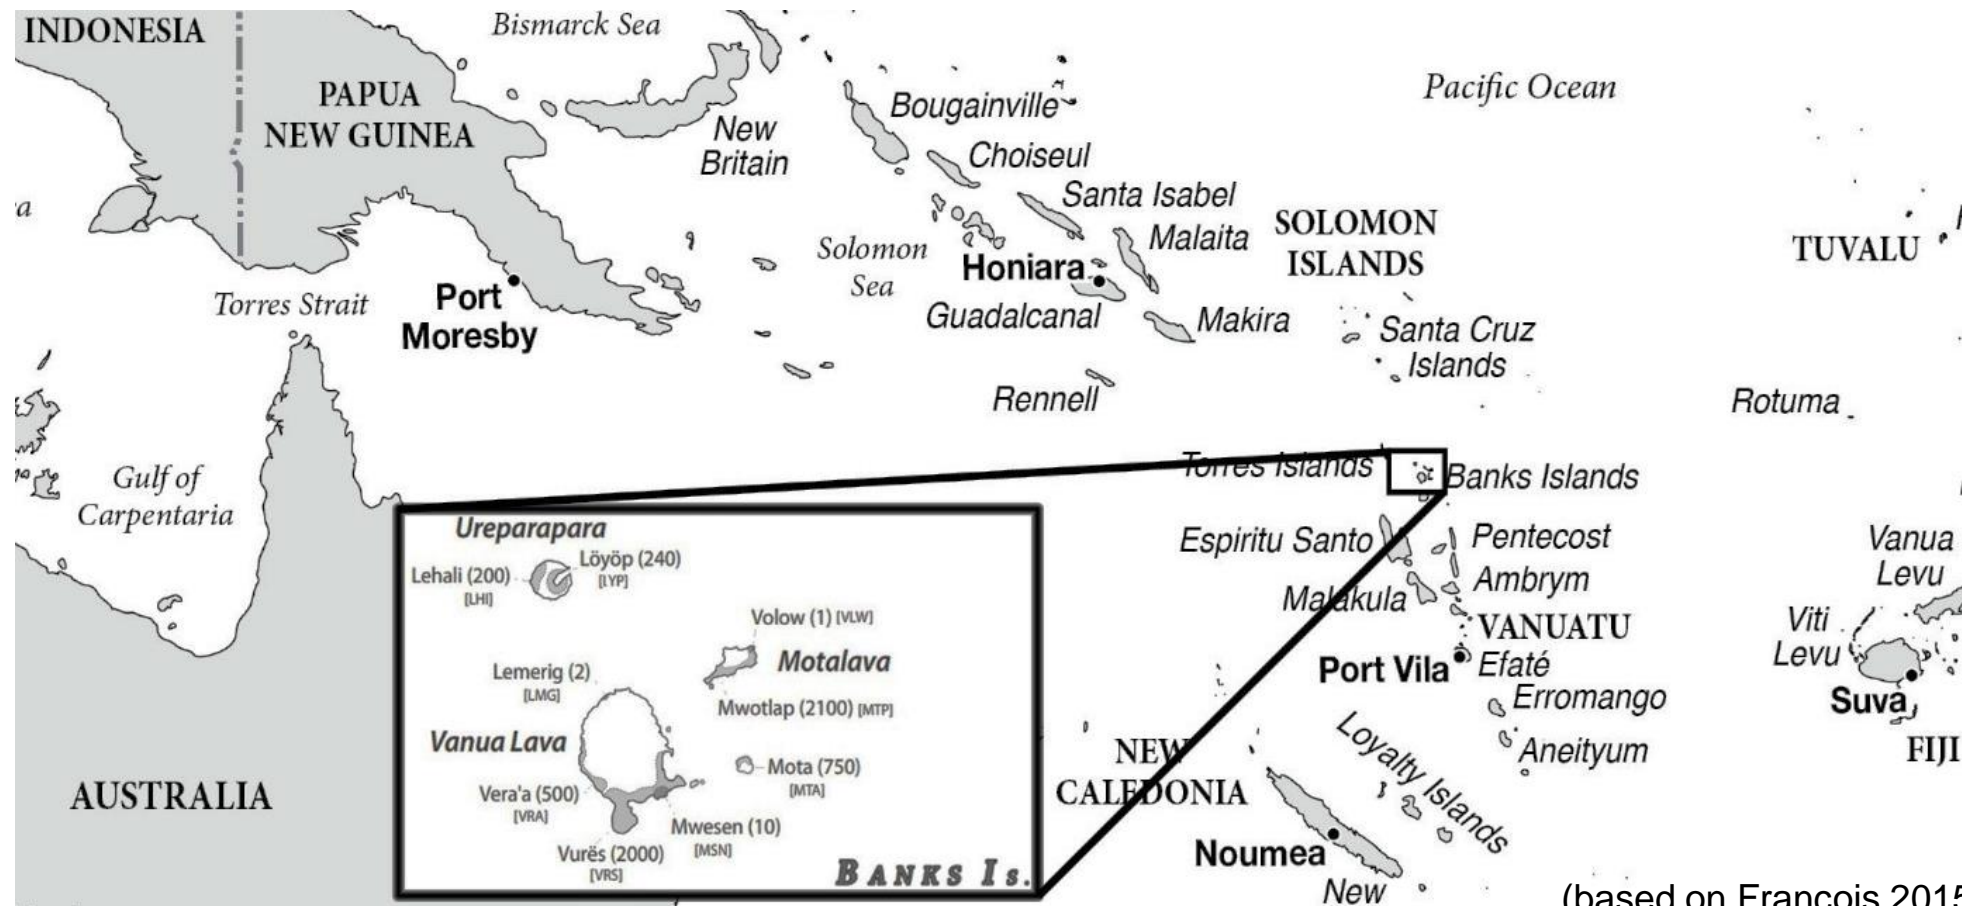 INDONESIA
Bismarck Sea
PAPUA
NEW GUINEA
New
Britain
Bougainville
Pacific Ocean
Choiseul
Santa Isabel
Malaita
SOLOMON
ISLANDS
TUVALU
Solomon
Sea
Honiara
Guadalcanal
Makira
Torres Strait
Port
Moresby
Santa Cruz
Islands
Rennell
Rotuma
Gulf of
Carpentaria
Torres Islands
Banks Islands
Espiritu Santo
Pentecost
Ambrym
Malakula
VANUATU
Port Vila
Efaté
Erromango
Aneityum
Vanua
Levu
Viti
Levu
Suva
FIJI
Ureparapara
Löyöp (240)
[LYP]
Lehali (200)
[LHI]
Volow (1) [VLW]
Motalava
Mwotlap (2100) [MTP]
Lemerig (2)
[LMG]
Vanua Lava
Mota (750)
[MTA]
Vera'a (500)
[VRA]
Mwesen (10)
[MSN]
Vurës (2000)
[VRS]
BANKS Is.
AUSTRALIA
NEW
CALEDONIA
Loyalty Islands
Noumea
New
(based on François 2015